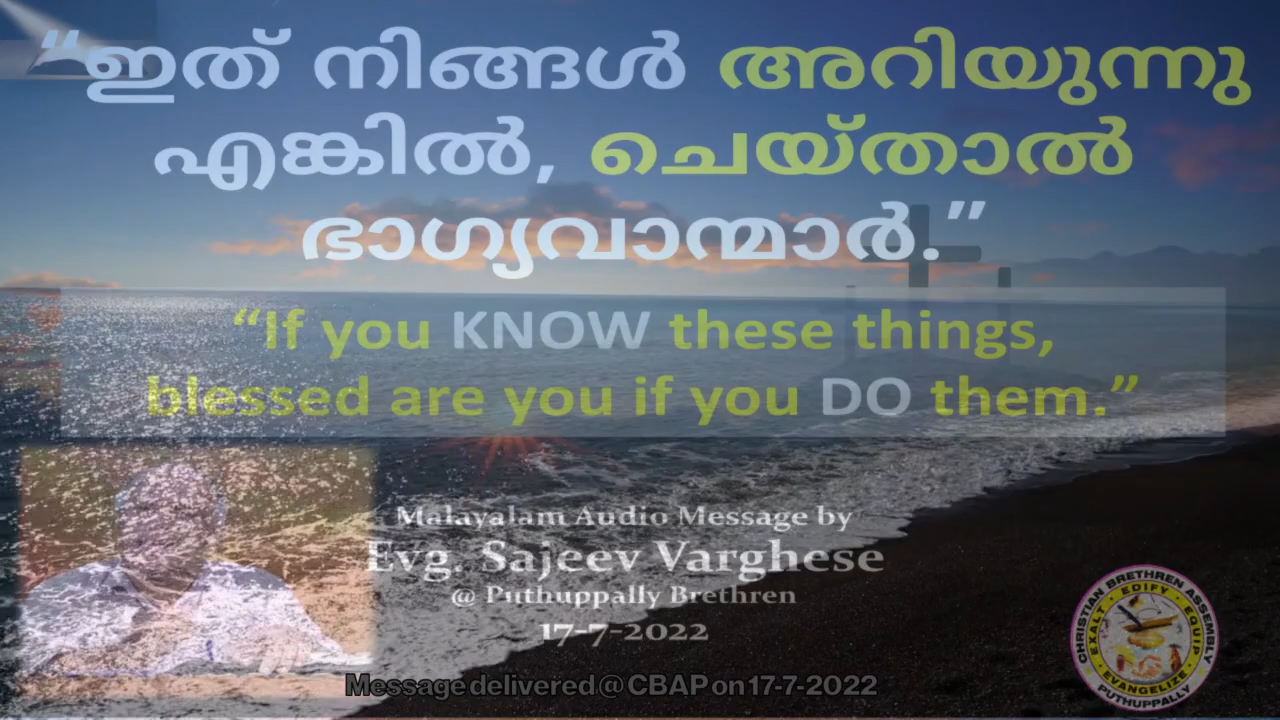 “ഇത് നിങ്ങൾ അറിയുന്നു
എങ്കിൽ, ചെയ്താൽ
ഭാഗ്യവാന്മാർ.”
“If you KNOW these things,
blessed are you if you DO them.”
Malayalam Audio Message by
Evg. Sajeev Varghese
@ Puthuppally Brethren
17-7-2022
Message delivered @ CBAP on 17-7-2022
CHRISTIAN BRETHREN ASSEMBLY
EXALT · EDIFY · EQUIP
EVANGELIZE
PUTHUPPALLY